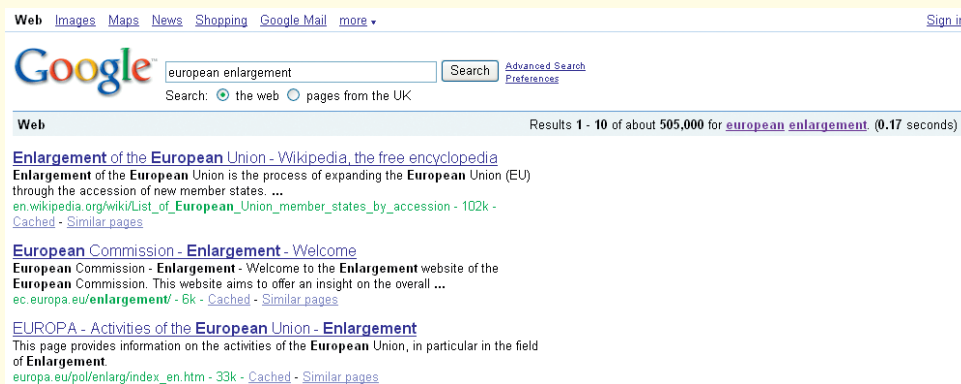 Web Images Maps News Shopping Google Mail more ▾ Sign in
Google™
european enlargement Search Advanced Search
Preferences
Search: the web pages from the UK
Web Results 1 - 10 of about 505,000 for european enlargement. (0.17 seconds)
Enlargement of the European Union - Wikipedia, the free encyclopedia
Enlargement of the European Union is the process of expanding the European Union (EU)
through the accession of new member states. ...
en.wikipedia.org/wiki/List_of_European_Union_member_states_by_accession - 102k -
Cached - Similar pages
European Commission - Enlargement - Welcome
European Commission - Enlargement - Welcome to the Enlargement website of the
European Commission. This website aims to offer an insight on the overall ...
ec.europa.eu/enlargement/ - 6k - Cached - Similar pages
EUROPA - Activities of the European Union - Enlargement
This page provides information on the activities of the European Union, in particular in the field
of Enlargement.
europa.eu/pol/enlarg/index_en.htm - 33k - Cached - Similar pages